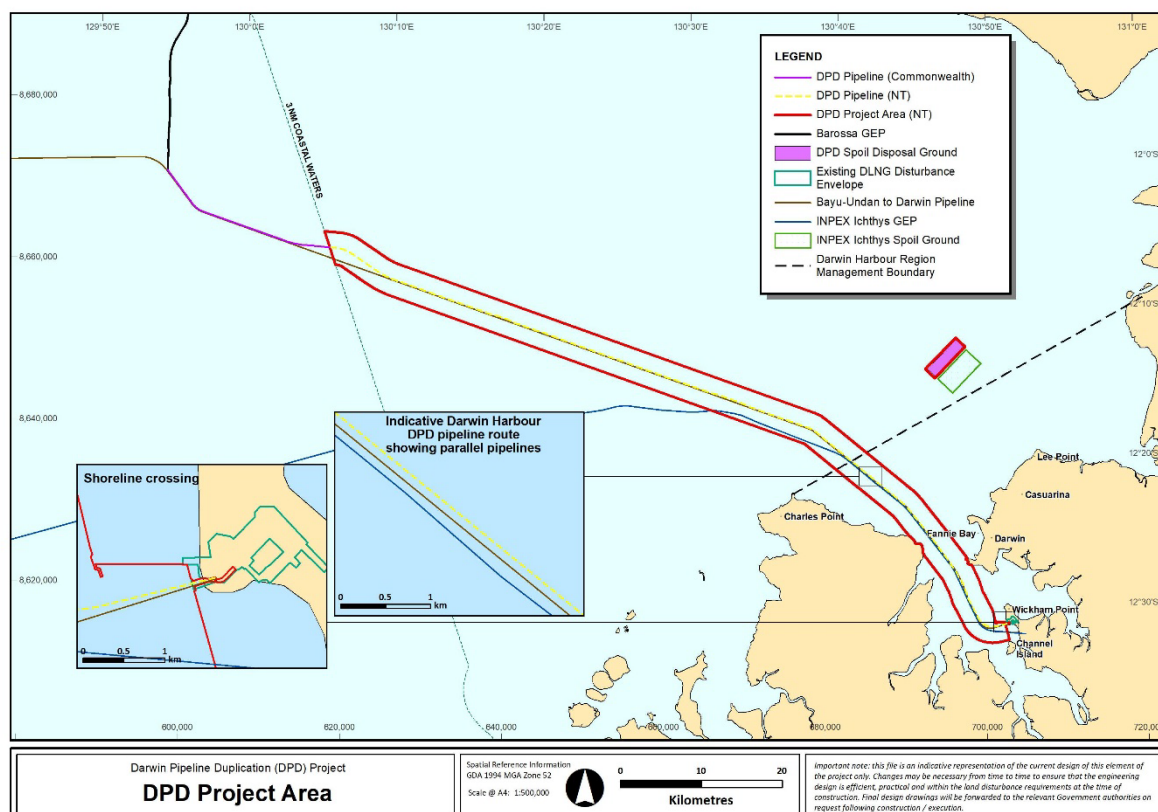 129°50'E
130°0'E
130°10'E
130°20'E
130°30'E
130°40'E
130°50'E
131°0'E
8,680,000
8,660,000
8,640,000
8,620,000
12°0'S
12°10'S
12°20'S
12°30'S
3 NM COASTAL WATERS
LEGEND
DPD Pipeline (Commonwealth)
DPD Pipeline (NT)
DPD Project Area (NT)
Barossa GEP
DPD Spoil Disposal Ground
Existing DLNG Disturbance
Envelope
Bayu-Undan to Darwin Pipeline
INPEX Ichthys GEP
INPEX Ichthys Spoil Ground
Darwin Harbour Region
Management Boundary
Indicative Darwin Harbour
DPD pipeline route
showing parallel pipelines
0 0.5 1
km
Shoreline crossing
0 0.5 1
km
Lee Point
Casuarina
Charles Point
Fannie Bay
Darwin
Wickham Point
Channel
Island
600,000
620,000
640,000
660,000
680,000
700,000
Darwin Pipeline Duplication (DPD) Project
DPD Project Area
Spatial Reference Information
GDA 1994 MGA Zone 52
Scale @ A4: 1:500,000
0 10 20
Kilometres
Important note: this file is an indicative representation of the current design of this element of
the project only. Changes may be necessary from time to time to ensure that the engineering
design is efficient, practical and within the land disturbance requirements at the time of
construction. Final design drawings will be forwarded to the relevant Government authorities on
request following construction / execution.